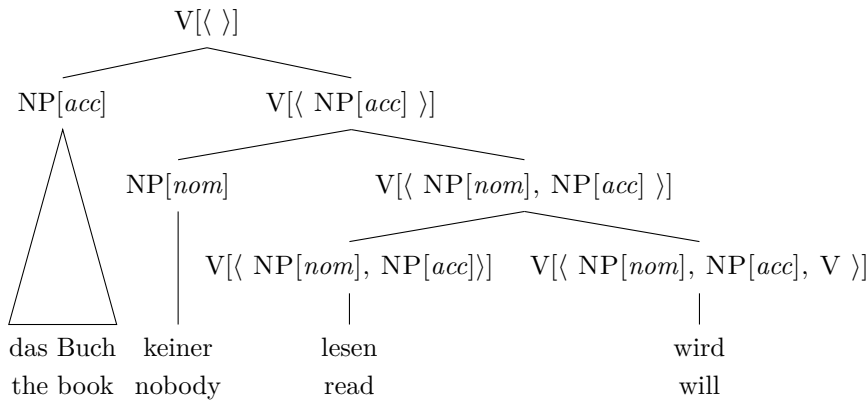 V[⟨ ⟩]
NP[acc] V[⟨ NP[acc] ⟩]
NP[nom] V[⟨ NP[nom], NP[acc] ⟩]
V[⟨ NP[nom], NP[acc]⟩] V[⟨ NP[nom], NP[acc], V ⟩]
das Buch keiner lesen wird
the book nobody read will